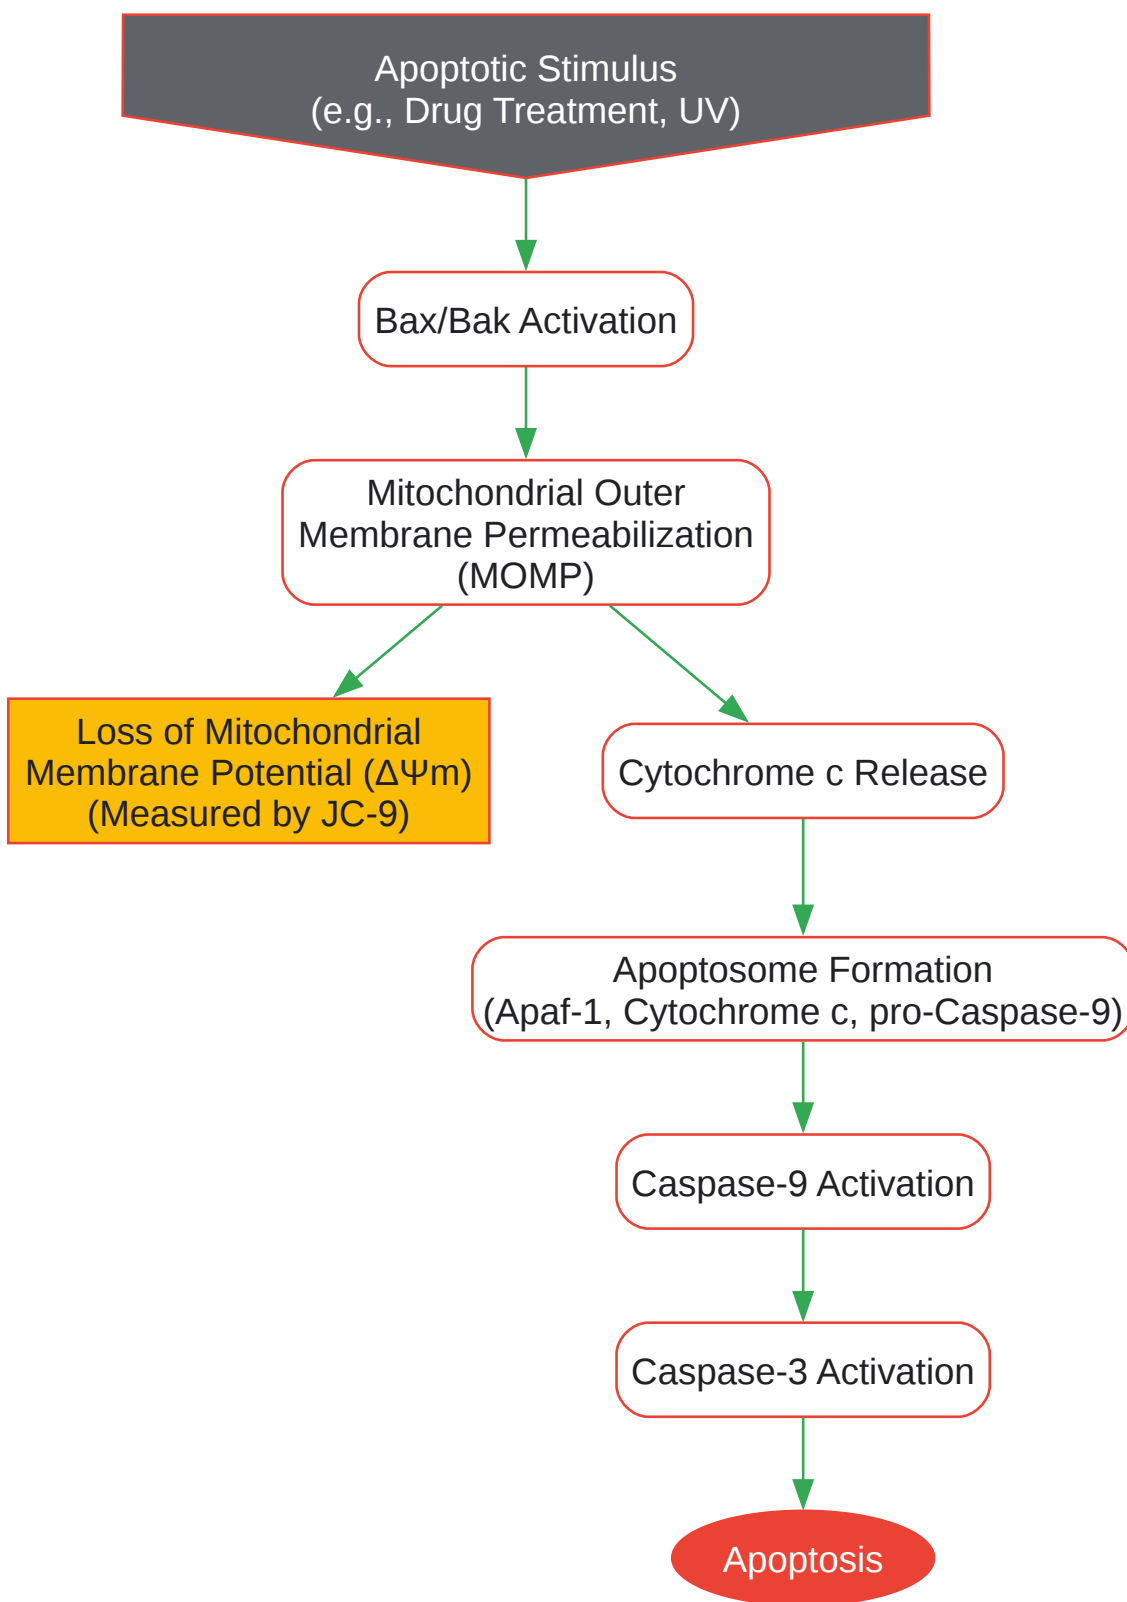 Apoptotic Stimulus
(e.g., Drug Treatment, UV)
Bax/Bak Activation
Mitochondrial Outer
Membrane Permeabilization
(MOMP)
Loss of Mitochondrial
Membrane Potential (ΔΨm)
(Measured by JC-9)
Cytochrome c Release
Apoptosome Formation
(Apaf-1, Cytochrome c, pro-Caspase-9)
Caspase-9 Activation
Caspase-3 Activation
Apoptosis